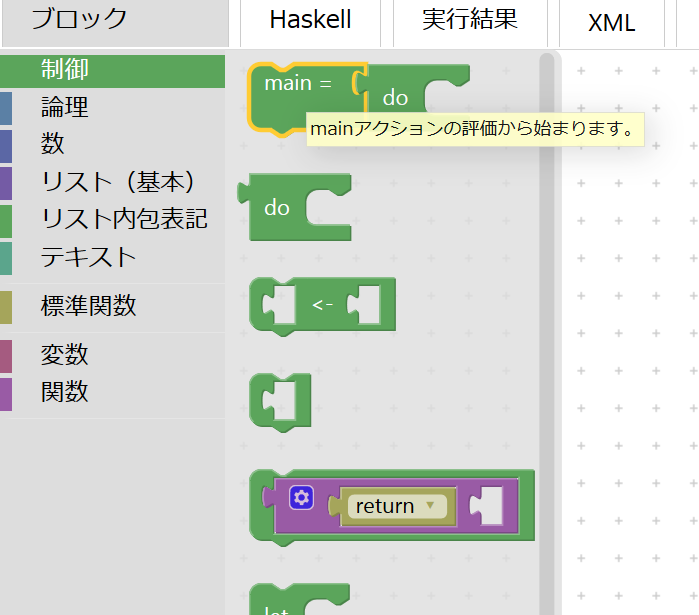 ブロック
Haskell
実行結果
XML
制御
論理
数
リスト（基本）
リスト内包表記
テキスト
標準関数
変数
関数
main =
do
mainアクションの評価から始まります。
do
<-
return
let